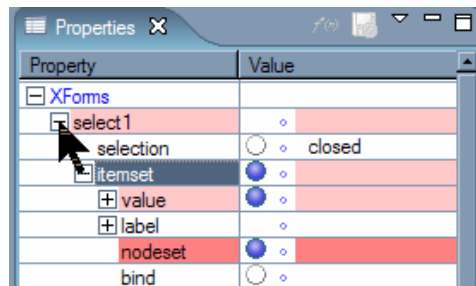 Properties
f(x)
Property Value
XForms
select1
selection closed
itemset
value
label
nodeset
bind